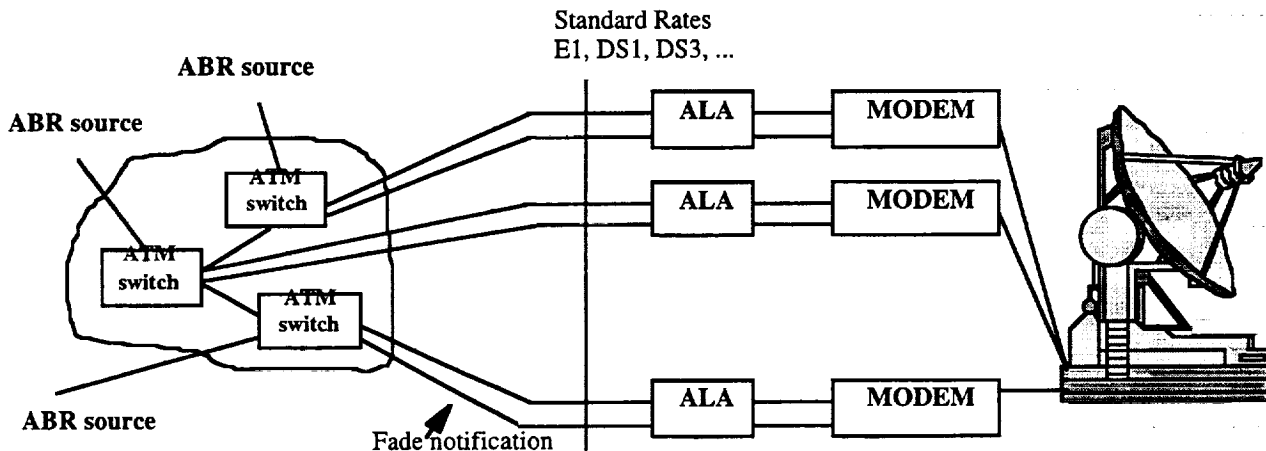 Standard Rates
E1, DS1, DS3, ...
ABR source
ABR source
ALA
MODEM
ATM
switch
ALA
MODEM
ATM
switch
ATM
switch
ALA
MODEM
ABR source
Fade notification